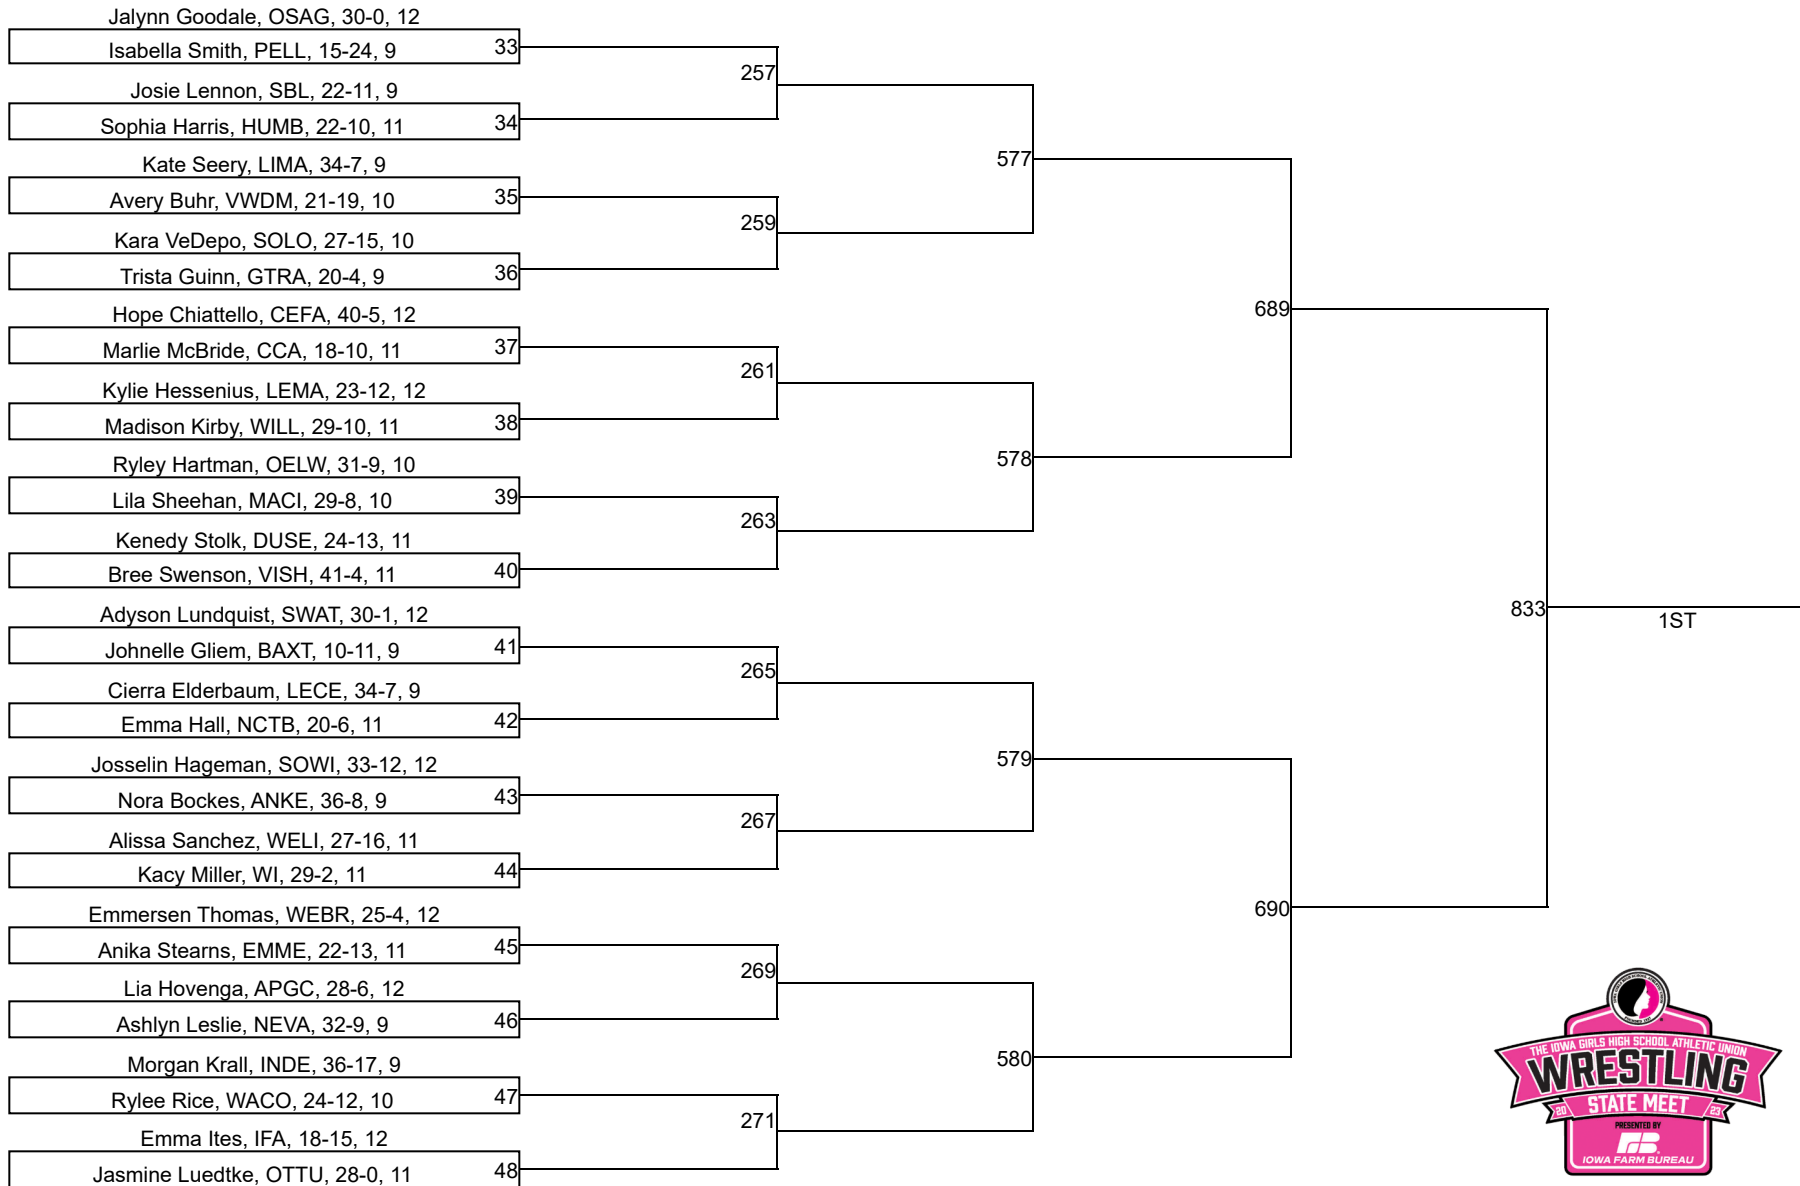 Jalynn Goodale, OSAG, 30-0, 12
Isabella Smith, PELL, 15-24, 9
33
257
Josie Lennon, SBL, 22-11, 9
Sophia Harris, HUMB, 22-10, 11
34
577
Kate Seery, LIMA, 34-7, 9
Avery Buhr, VWDM, 21-19, 10
35
259
Kara VeDepo, SOLO, 27-15, 10
Trista Guinn, GTRA, 20-4, 9
36
689
Hope Chiattello, CEFA, 40-5, 12
Marlie McBride, CCA, 18-10, 11
37
261
Kylie Hessenius, LEMA, 23-12, 12
Madison Kirby, WILL, 29-10, 11
38
578
Ryley Hartman, OELW, 31-9, 10
Lila Sheehan, MACI, 29-8, 10
39
263
Kenedy Stolk, DUSE, 24-13, 11
Bree Swenson, VISH, 41-4, 11
40
833
1ST
Adyson Lundquist, SWAT, 30-1, 12
Johnelle Gliem, BAXT, 10-11, 9
41
265
Cierra Elderbaum, LECE, 34-7, 9
Emma Hall, NCTB, 20-6, 11
42
579
Josselin Hageman, SOWI, 33-12, 12
Nora Bockes, ANKE, 36-8, 9
43
267
Alissa Sanchez, WELI, 27-16, 11
Kacy Miller, WI, 29-2, 11
44
690
Emmersen Thomas, WEBR, 25-4, 12
Anika Stearns, EMME, 22-13, 11
45
269
Lia Hovenga, APGC, 28-6, 12
Ashlyn Leslie, NEVA, 32-9, 9
46
580
Morgan Krall, INDE, 36-17, 9
Rylee Rice, WACO, 24-12, 10
47
271
Emma Ites, IFA, 18-15, 12
Jasmine Luedtke, OTTU, 28-0, 11
48
THE IOWA GIRLS HIGH SCHOOL ATHLETIC UNION
WRESTLING
20 STATE MEET 23
PRESENTED BY
FB
IOWA FARM BUREAU